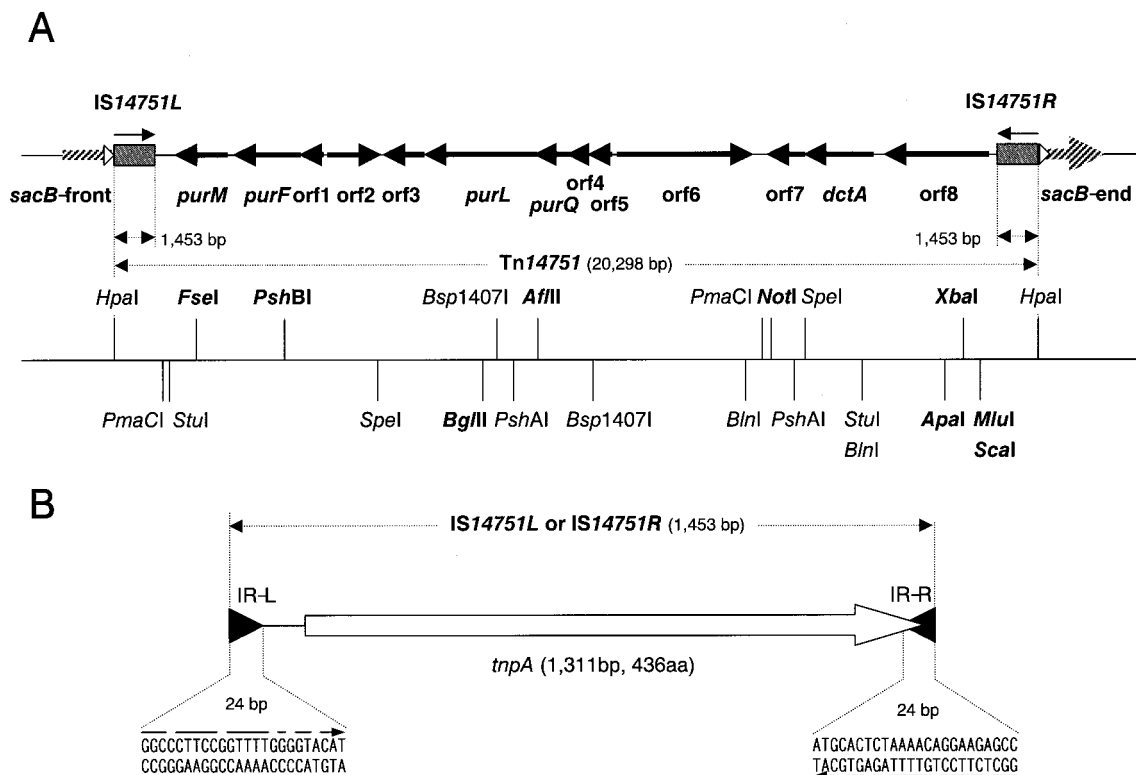 A
IS14751L IS14751R
orf4
sacB-front purM purF orf1 orf2 orf3 purL purQ orf5 orf6 orf7 dctA orf8 sacB-end
1,453 bp 1,453 bp
Tn14751 (20,298 bp)
HpaI FseI PshBI Bsp1407I AflII PmaCI NotI SpeI XbaI HpaI
PmaCI StuI SpeI BglII PshAI Bsp1407I BlnI PshAI StuI ApaI MluI
BlnI ScaI
B
IS14751L or IS14751R (1,453 bp)
IR-L IR-R
tnpA (1,311bp, 436aa)
24 bp 24 bp
GGCCCTTCCGGTTTTGGGGTACAT ATGCACTCTAAAACAGGAAGAGCC
CCGGGAAGGCCAAAACCCCATGTA TACGTGAGATTTTGTCCTTCTCGG